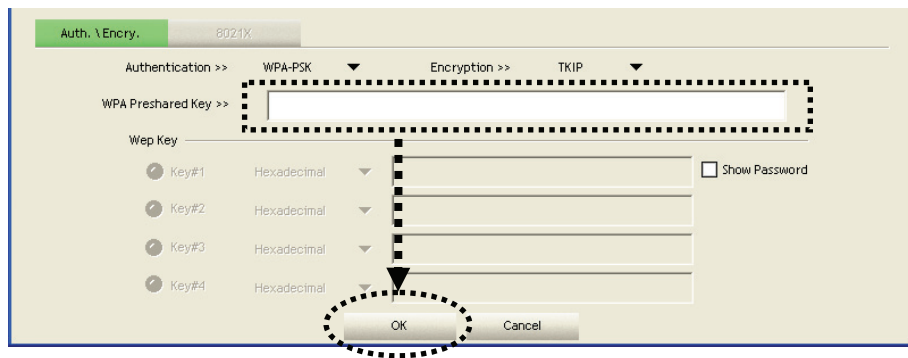 Auth. \ Encry. 8021X
Authentication >> WPA-PSK Encryption >> TKIP
WPA Preshared Key >>
Wep Key
Key#1 Hexadecimal Show Password
Key#2 Hexadecimal
Key#3 Hexadecimal
Key#4 Hexadecimal
OK Cancel